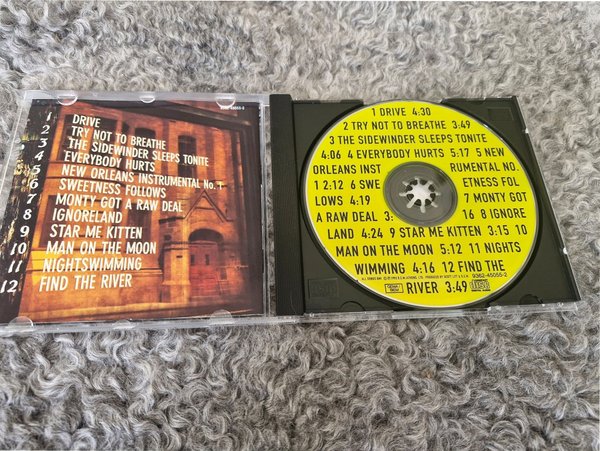 9362-45055-2
1 DRIVE
2 TRY NOT TO BREATHE
3 THE SIDEWINDER SLEEPS TONITE
4 EVERYBODY HURTS
5 NEW ORLEANS INSTRUMENTAL No. 1
6 SWEETNESS FOLLOWS
7 MONTY GOT A RAW DEAL
8 IGNORELAND
9 STAR ME KITTEN
10 MAN ON THE MOON
11 NIGHTSWIMMING
12. FIND THE RIVER
1 DRIVE 4:30
2 TRY NOT TO BREATHE 3:49
3 THE SIDEWINDER SLEEPS TONITE
4:06 4 EVERYBODY HURTS 5:17 5 NEW
ORLEANS INST RUMENTAL NO.
1 2:12 6 SWE ETNESS FOL
LOWS 4:19 7 MONTY GOT
A RAW DEAL 3: 16 8 IGNORE
LAND 4:24 9 STAR ME KITTEN 3:15 10
MAN ON THE MOON 5:12 11 NIGHTS
WIMMING 4:16 12 FIND THE
9362-45055-2
RIVER 3:49